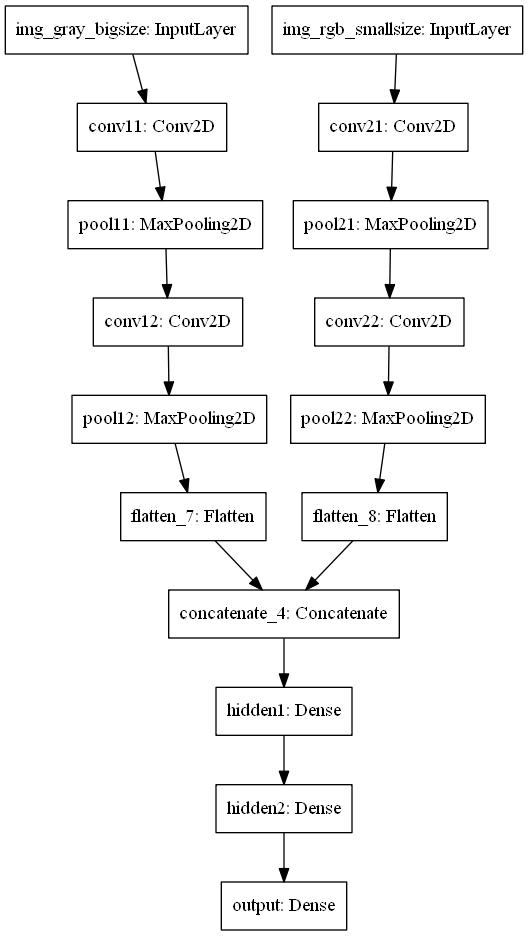 img_gray_bigsize: InputLayer
img_rgb_smallsize: InputLayer
conv11: Conv2D
conv21: Conv2D
pool11: MaxPooling2D
pool21: MaxPooling2D
conv12: Conv2D
conv22: Conv2D
pool12: MaxPooling2D
pool22: MaxPooling2D
flatten_7: Flatten
flatten_8: Flatten
concatenate_4: Concatenate
hidden1: Dense
hidden2: Dense
output: Dense